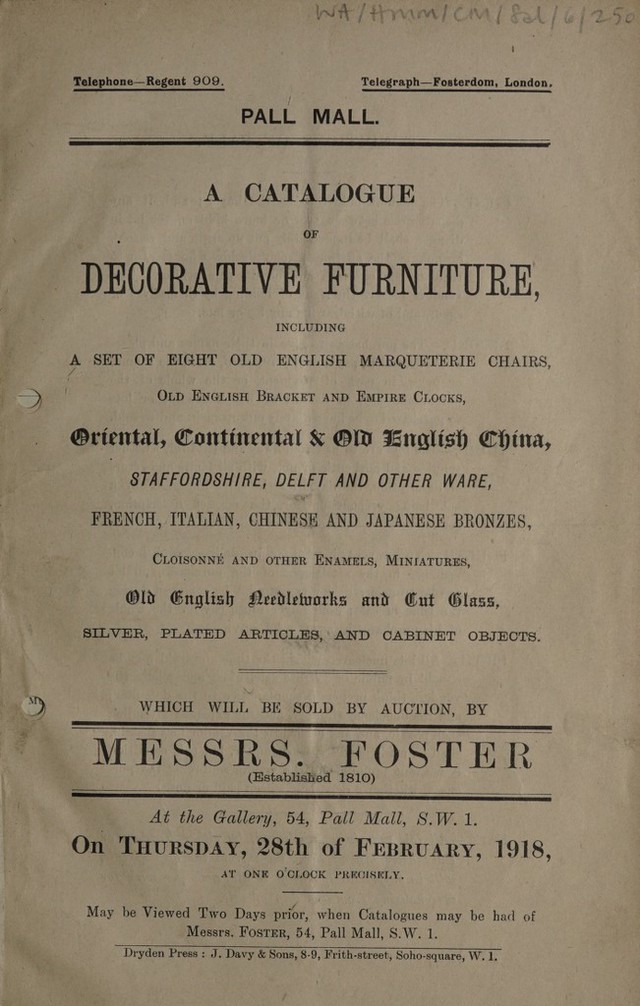 WA/Hmm/CM/Sal/6/250
Telephone—Regent 909. Telegraph—Fosterdom, London.
PALL MALL.
A CATALOGUE
OF
DECORATIVE FURNITURE,
INCLUDING
A SET OF EIGHT OLD ENGLISH MARQUETERIE CHAIRS,
OLD ENGLISH BRACKET AND EMPIRE CLOCKS,
Oriental, Continental & Old English China,
STAFFORDSHIRE, DELFT AND OTHER WARE,
FRENCH, ITALIAN, CHINESE AND JAPANESE BRONZES,
CLOISONNÉ AND OTHER ENAMELS, MINIATURES,
Old English Needleworks and Cut Glass,
SILVER, PLATED ARTICLES, AND CABINET OBJECTS.
WHICH WILL BE SOLD BY AUCTION, BY
MESSRS. FOSTER
(Established 1810)
At the Gallery, 54, Pall Mall, S.W. 1.
On THURSDAY, 28th of FEBRUARY, 1918,
AT ONE O'CLOCK PRECISELY.
May be Viewed Two Days prior, when Catalogues may be had of
Messrs. FOSTER, 54, Pall Mall, S.W. 1.
Dryden Press : J. Davy & Sons, 8-9, Frith-street, Soho-square, W. 1.